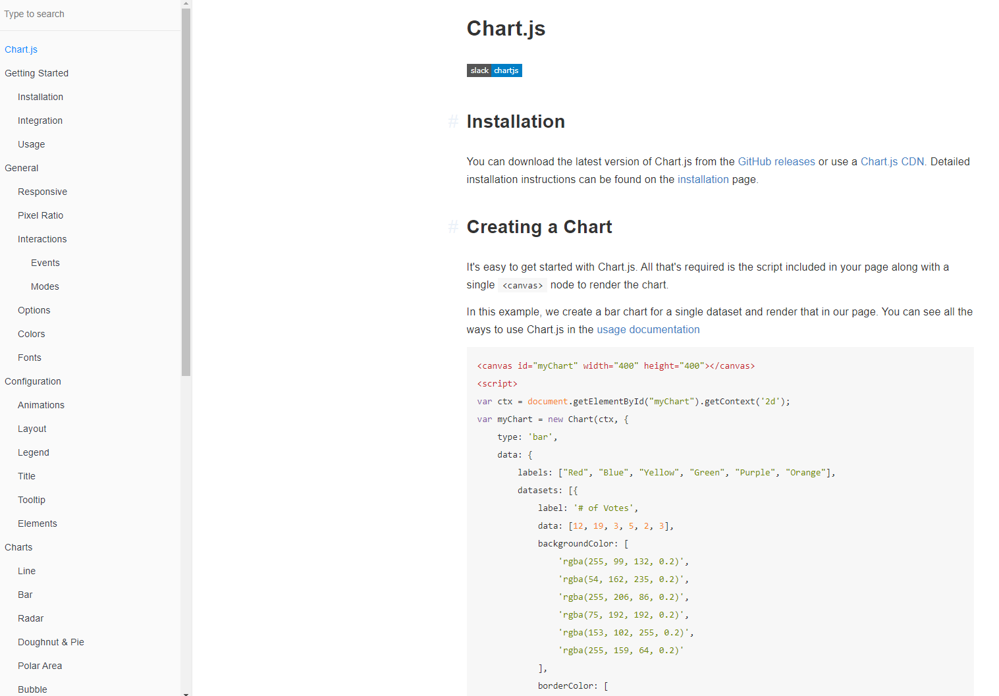 Type to search
Chart.js
Getting Started
Installation
Integration
Usage
General
Responsive
Pixel Ratio
Interactions
Events
Modes
Options
Colors
Fonts
Configuration
Animations
Layout
Legend
Title
Tooltip
Elements
Charts
Line
Bar
Radar
Doughnut & Pie
Polar Area
Bubble
Chart.js
slack chartjs
# Installation
You can download the latest version of Chart.js from the GitHub releases or use a Chart.js CDN. Detailed
installation instructions can be found on the installation page.
# Creating a Chart
It's easy to get started with Chart.js. All that's required is the script included in your page along with a
single <canvas> node to render the chart.
In this example, we create a bar chart for a single dataset and render that in our page. You can see all the
ways to use Chart.js in the usage documentation
<canvas id="myChart" width="400" height="400"></canvas>
<script>
var ctx = document.getElementById("myChart").getContext('2d');
var myChart = new Chart(ctx, {
    type: 'bar',
    data: {
        labels: ["Red", "Blue", "Yellow", "Green", "Purple", "Orange"],
        datasets: [{
            label: '# of Votes',
            data: [12, 19, 3, 5, 2, 3],
            backgroundColor: [
                'rgba(255, 99, 132, 0.2)',
                'rgba(54, 162, 235, 0.2)',
                'rgba(255, 206, 86, 0.2)',
                'rgba(75, 192, 192, 0.2)',
                'rgba(153, 102, 255, 0.2)',
                'rgba(255, 159, 64, 0.2)'
            ],
            borderColor: [